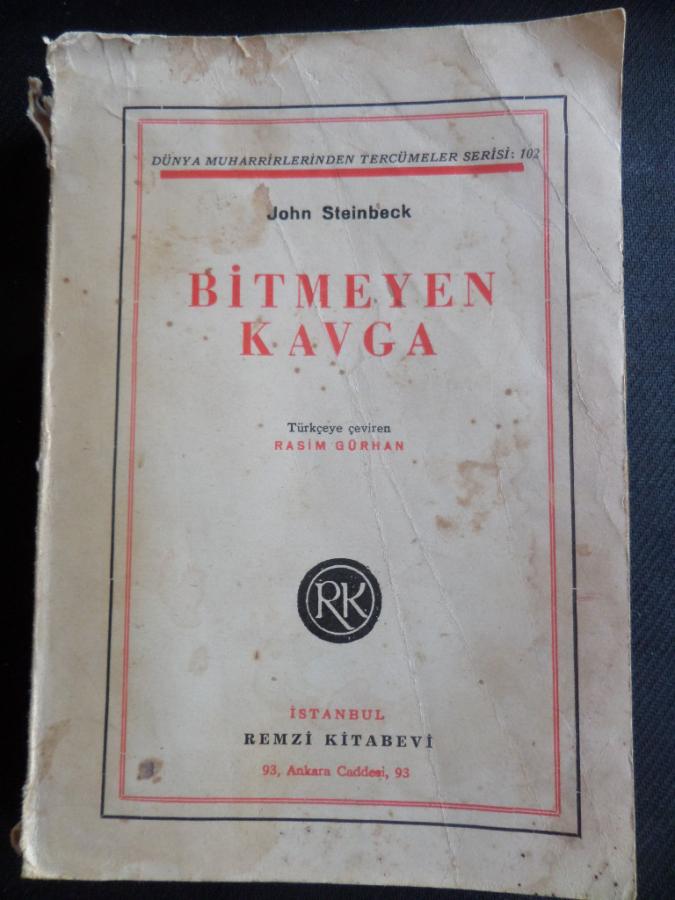 DÜNYA MUHARRİRLERİNDEN TERCÜMELER SERİSİ: 102
John Steinbeck
BİTMEYEN
KAVGA
Türkçeye çeviren
RASİM GÜRHAN
RK
İSTANBUL
REMZİ KİTABEVİ
93, Ankara Caddesi, 93